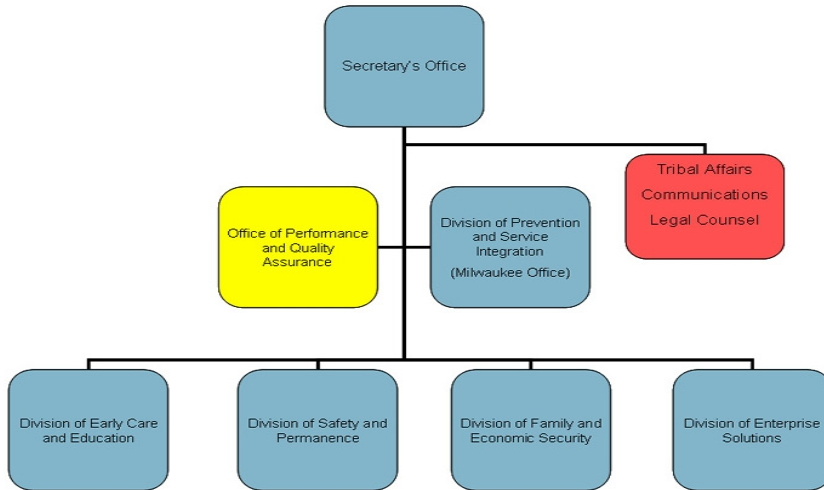 Secretary's Office
Tribal Affairs
Communications
Legal Counsel
Office of Performance
and Quality
Assurance
Division of Prevention
and Service
Integration
(Milwaukee Office)
Division of Early Care
and Education
Division of Safety and
Permanence
Division of Family and
Economic Security
Division of Enterprise
Solutions